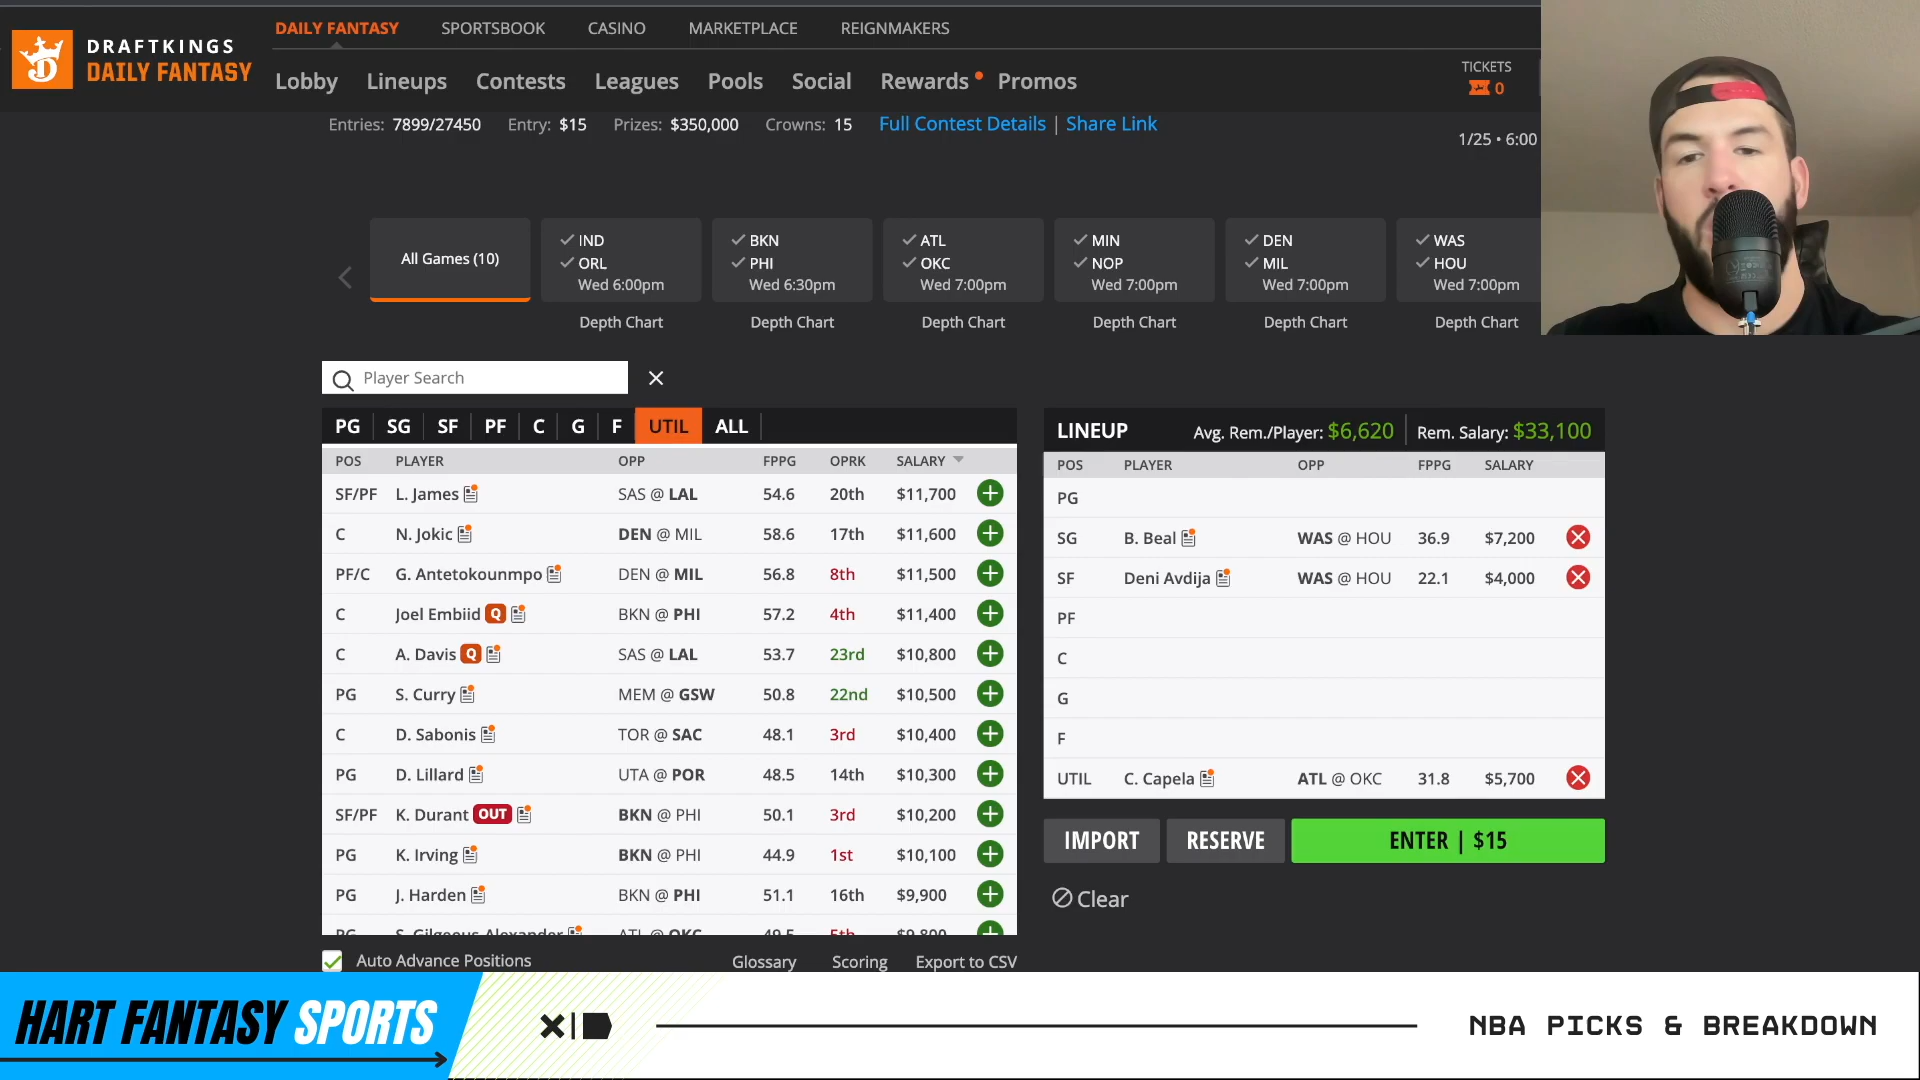 DRAFTKINGS
DAILY FANTASY
DAILY FANTASY SPORTSBOOK CASINO MARKETPLACE REIGNMAKERS
Lobby Lineups Contests Leagues Pools Social Rewards Promos
TICKETS
0
Entries: 7899/27450 Entry: $15 Prizes: $350,000 Crowns: 15 Full Contest Details | Share Link
1/25 • 6:00
All Games (10)
IND
ORL
Wed 6:00pm
Depth Chart
BKN
PHI
Wed 6:30pm
Depth Chart
ATL
OKC
Wed 7:00pm
Depth Chart
MIN
NOP
Wed 7:00pm
Depth Chart
DEN
MIL
Wed 7:00pm
Depth Chart
WAS
HOU
Wed 7:00pm
Depth Chart
Player Search
PG SG SF PF C G F UTIL ALL
POS PLAYER OPP FPPG OPRK SALARY
SF/PF L. James SAS @ LAL 54.6 20th $11,700
C N. Jokic DEN @ MIL 58.6 17th $11,600
PF/C G. Antetokounmpo DEN @ MIL 56.8 8th $11,500
C Joel Embiid Q BKN @ PHI 57.2 4th $11,400
C A. Davis Q SAS @ LAL 53.7 23rd $10,800
PG S. Curry MEM @ GSW 50.8 22nd $10,500
C D. Sabonis TOR @ SAC 48.1 3rd $10,400
PG D. Lillard UTA @ POR 48.5 14th $10,300
SF/PF K. Durant OUT BKN @ PHI 50.1 3rd $10,200
PG K. Irving BKN @ PHI 44.9 1st $10,100
PG J. Harden BKN @ PHI 51.1 16th $9,900
PG S. Gilgeous-Alexander ATL @ OKC 49.5 5th $9,800
Auto Advance Positions Glossary Scoring Export to CSV
LINEUP Avg. Rem./Player: $6,620 Rem. Salary: $33,100
POS PLAYER OPP FPPG SALARY
PG
SG B. Beal WAS @ HOU 36.9 $7,200
SF Deni Avdija WAS @ HOU 22.1 $4,000
PF
C
G
F
UTIL C. Capela ATL @ OKC 31.8 $5,700
IMPORT RESERVE ENTER | $15
Clear
HART FANTASY SPORTS
NBA PICKS & BREAKDOWN